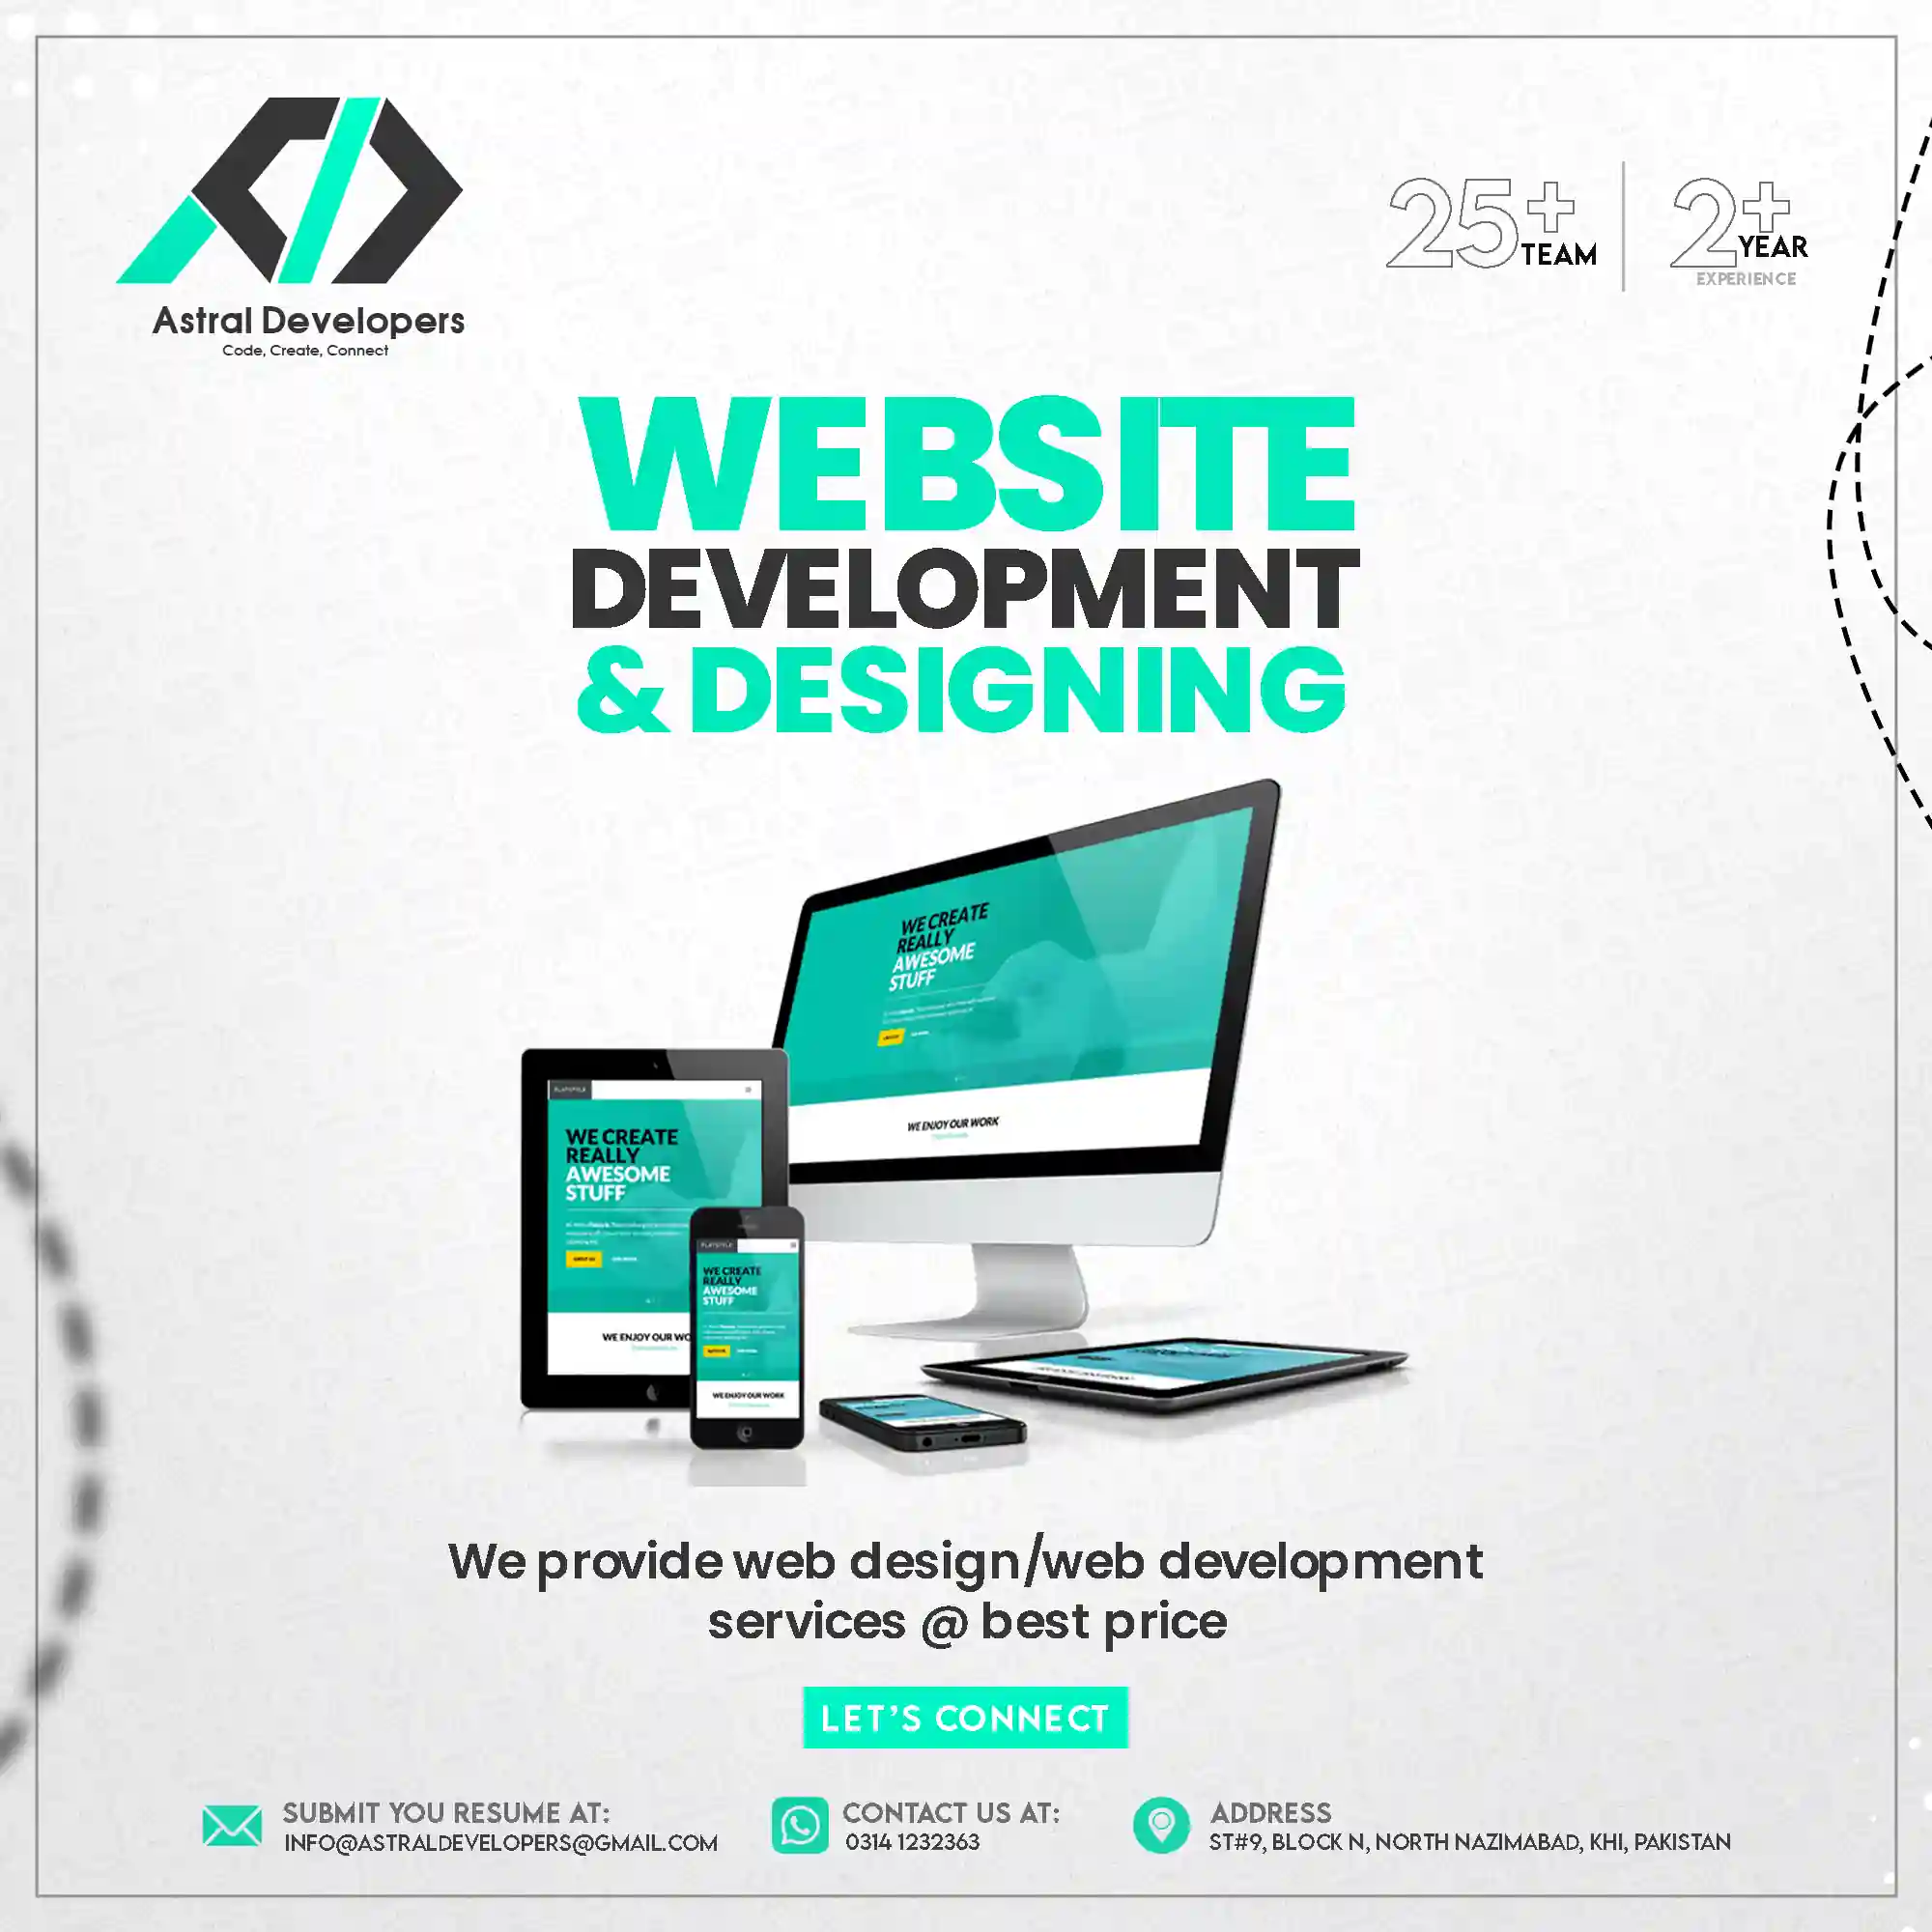 Astral Developers
Code, Create, Connect
25+ TEAM
2+ YEAR
EXPERIENCE
WEBSITE
DEVELOPMENT
& DESIGNING
WE CREATE
REALLY
AWESOME
STUFF
WE ENJOY OUR WORK
WE CREATE
REALLY
AWESOME
STUFF
WE ENJOY OUR WO
WE CREATE
REALLY
AWESOME
STUFF
WE ENJOY OUR WORK
We provide web design/web development
services @ best price
LET'S CONNECT
SUBMIT YOU RESUME AT:
INFO@ASTRALDEVELOPERS@GMAIL.COM
CONTACT US AT:
0314 1232363
ADDRESS
ST#9, BLOCK N, NORTH NAZIMABAD, KHI, PAKISTAN